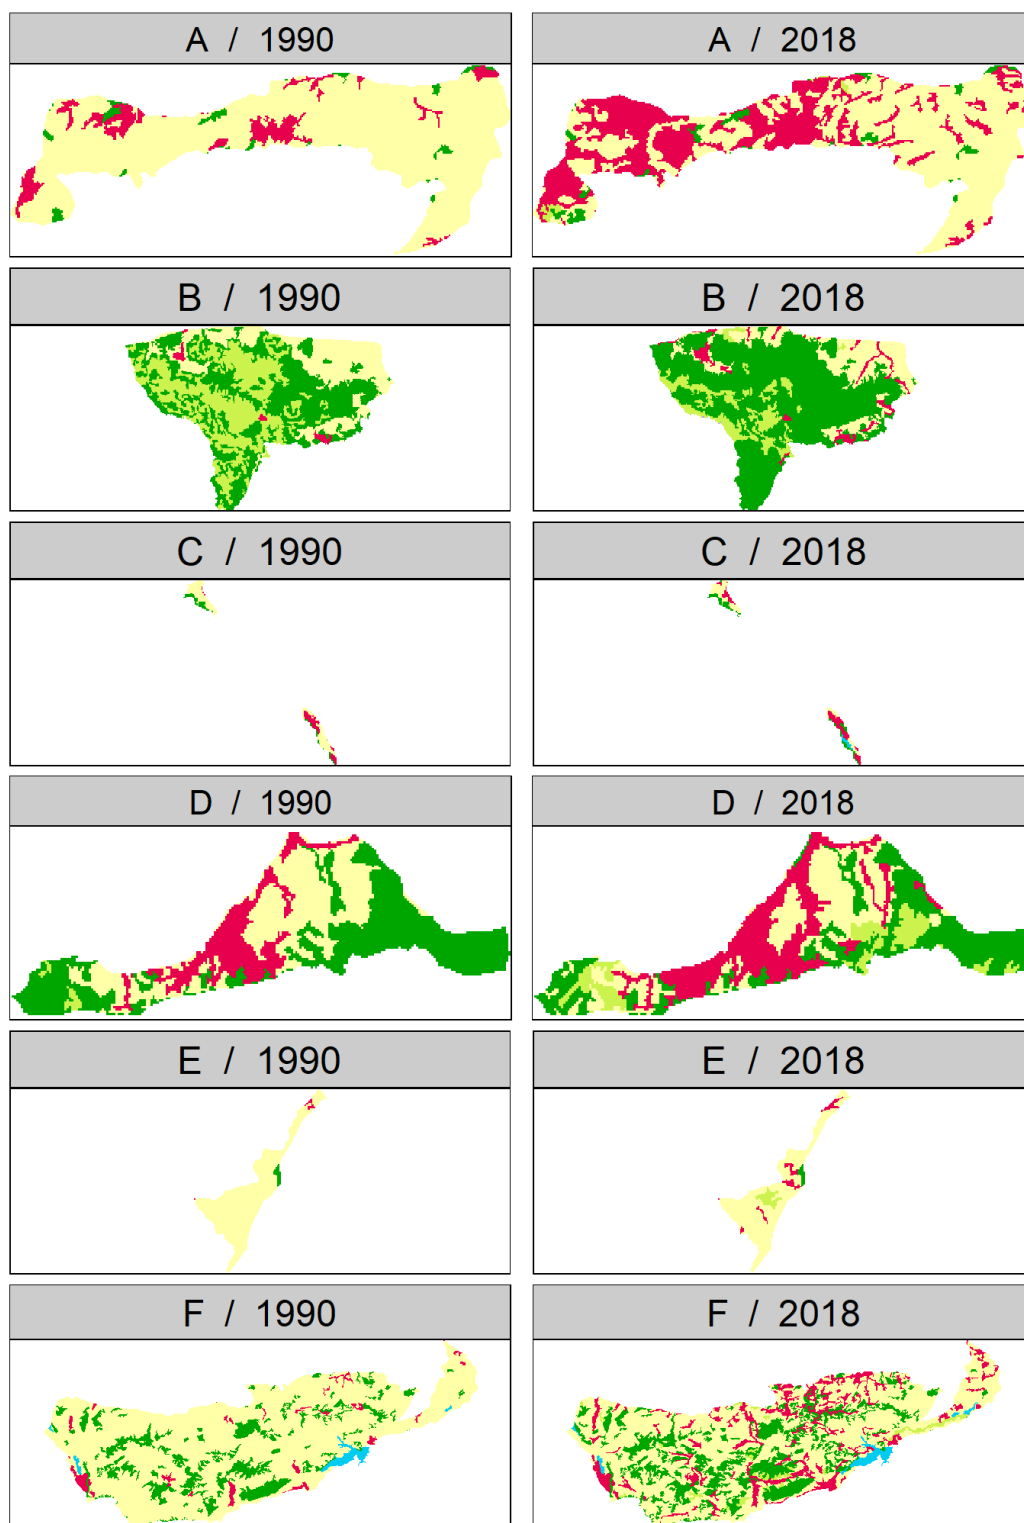 A / 1990
A / 2018
B / 1990
B / 2018
C / 1990
C / 2018
D / 1990
D / 2018
E / 1990
E / 2018
F / 1990
F / 2018